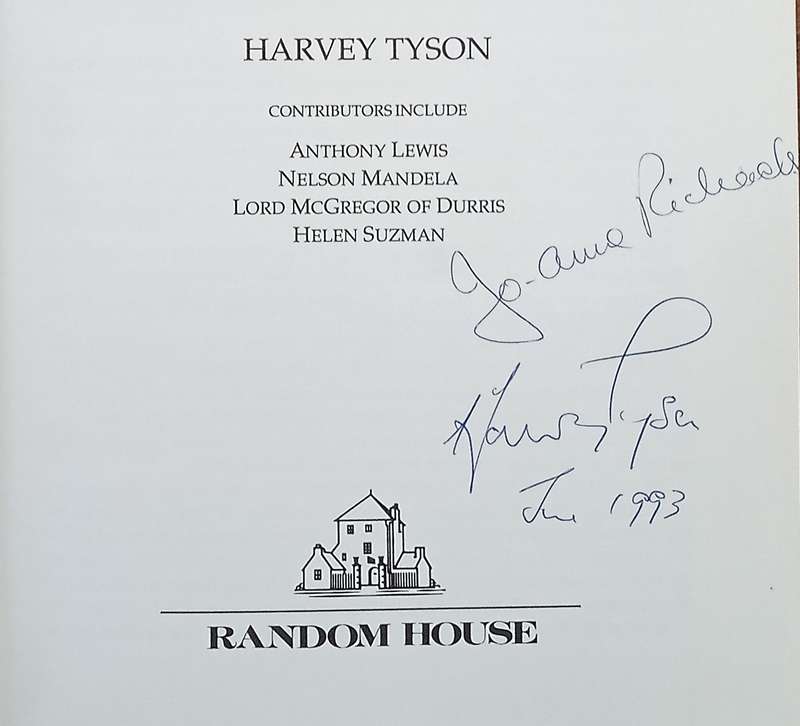 HARVEY TYSON
CONTRIBUTORS INCLUDE
ANTHONY LEWIS
NELSON MANDELA
LORD MCGREGOR OF DURRIS
HELEN SUZMAN
Jo-Anne Richards
Harvey Tyson
June 1993
RANDOM HOUSE